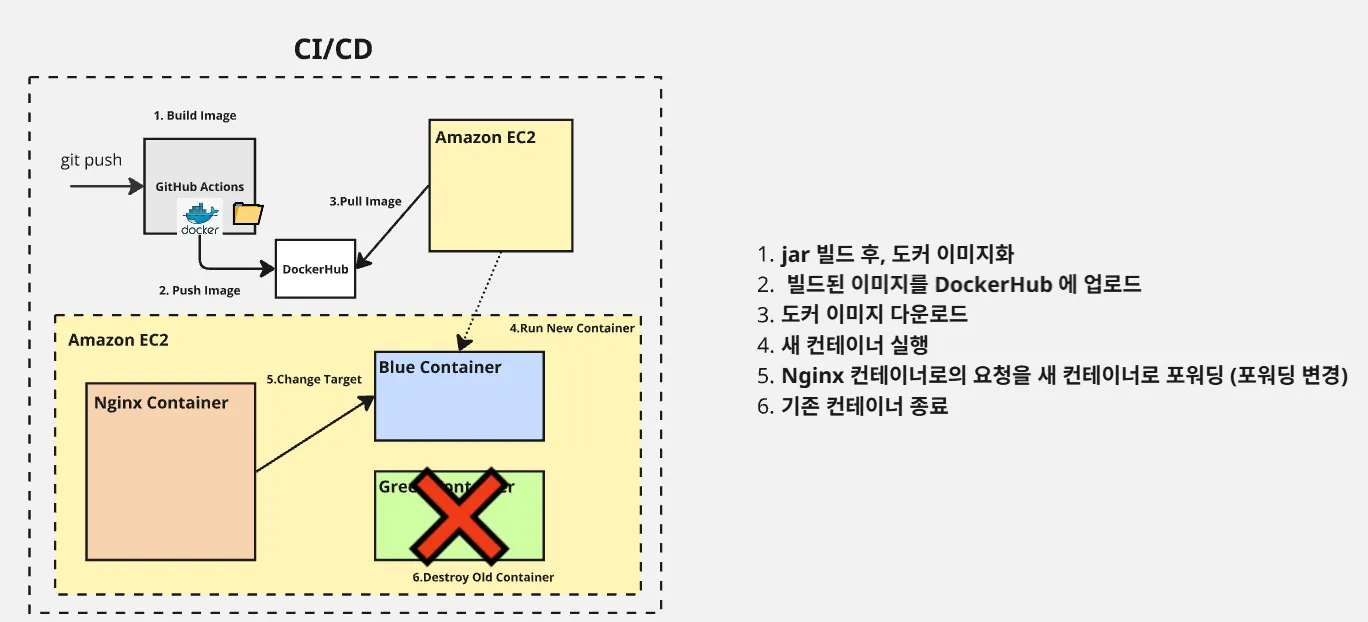 CI/CD
1. Build Image
git push
GitHub Actions
docker
2. Push Image
DockerHub
3.Pull Image
Amazon EC2
Amazon EC2
4.Run New Container
Nginx Container
5.Change Target
Blue Container
6.Destroy Old Container
1. jar 빌드 후, 도커 이미지화
2. 빌드된 이미지를 DockerHub 에 업로드
3. 도커 이미지 다운로드
4. 새 컨테이너 실행
5. Nginx 컨테이너로의 요청을 새 컨테이너로 포워딩 (포워딩 변경)
6. 기존 컨테이너 종료